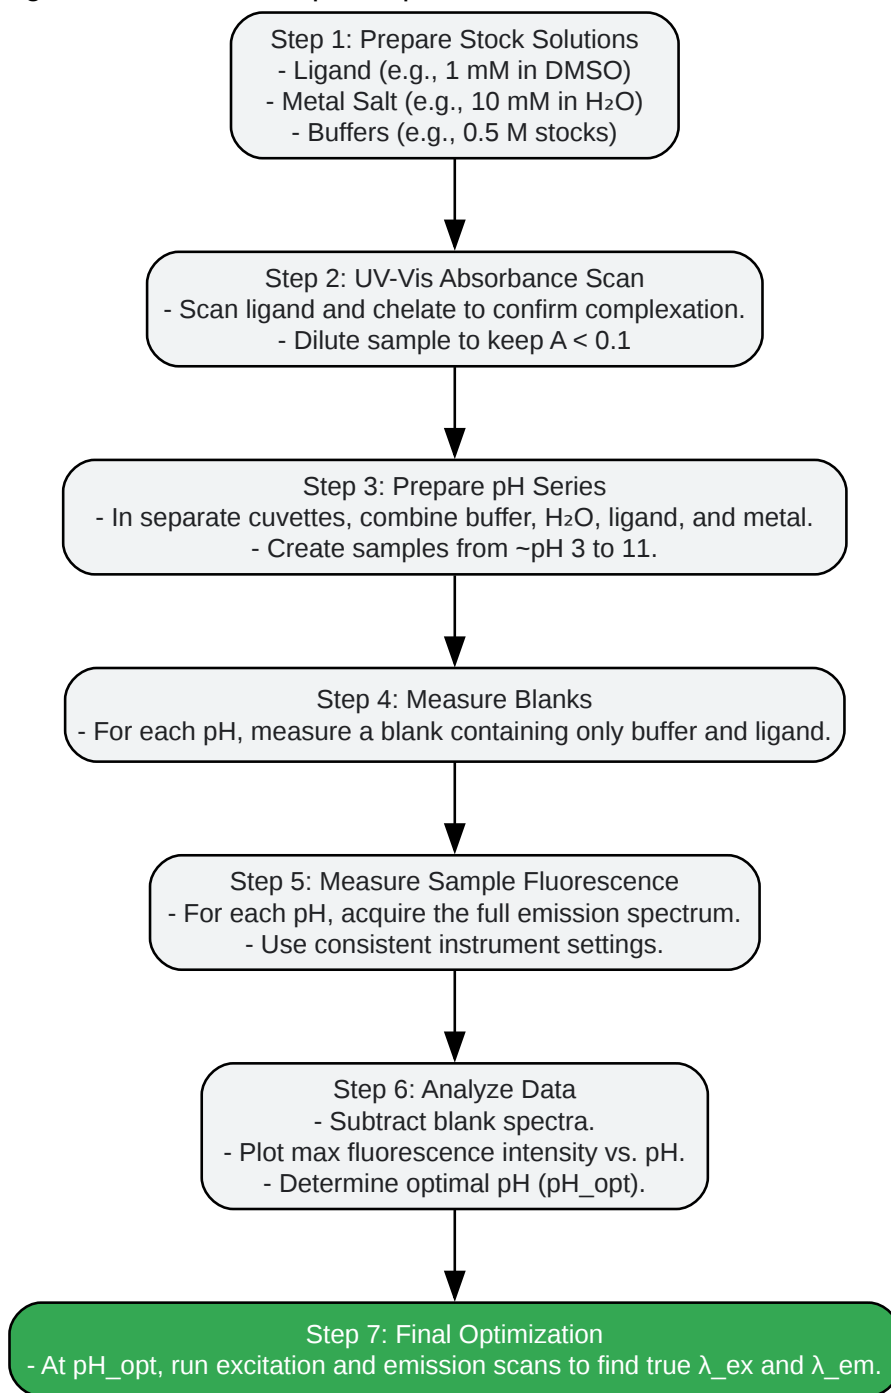 Step 1: Prepare Stock Solutions
- Ligand (e.g., 1 mM in DMSO)
- Metal Salt (e.g., 10 mM in H₂O)
- Buffers (e.g., 0.5 M stocks)
Step 2: UV-Vis Absorbance Scan
- Scan ligand and chelate to confirm complexation.
- Dilute sample to keep A < 0.1
Step 3: Prepare pH Series
- In separate cuvettes, combine buffer, H₂O, ligand, and metal.
- Create samples from ~pH 3 to 11.
Step 4: Measure Blanks
- For each pH, measure a blank containing only buffer and ligand.
Step 5: Measure Sample Fluorescence
- For each pH, acquire the full emission spectrum.
- Use consistent instrument settings.
Step 6: Analyze Data
- Subtract blank spectra.
- Plot max fluorescence intensity vs. pH.
- Determine optimal pH (pH_opt).
Step 7: Final Optimization
- At pH_opt, run excitation and emission scans to find true λ_ex and λ_em.